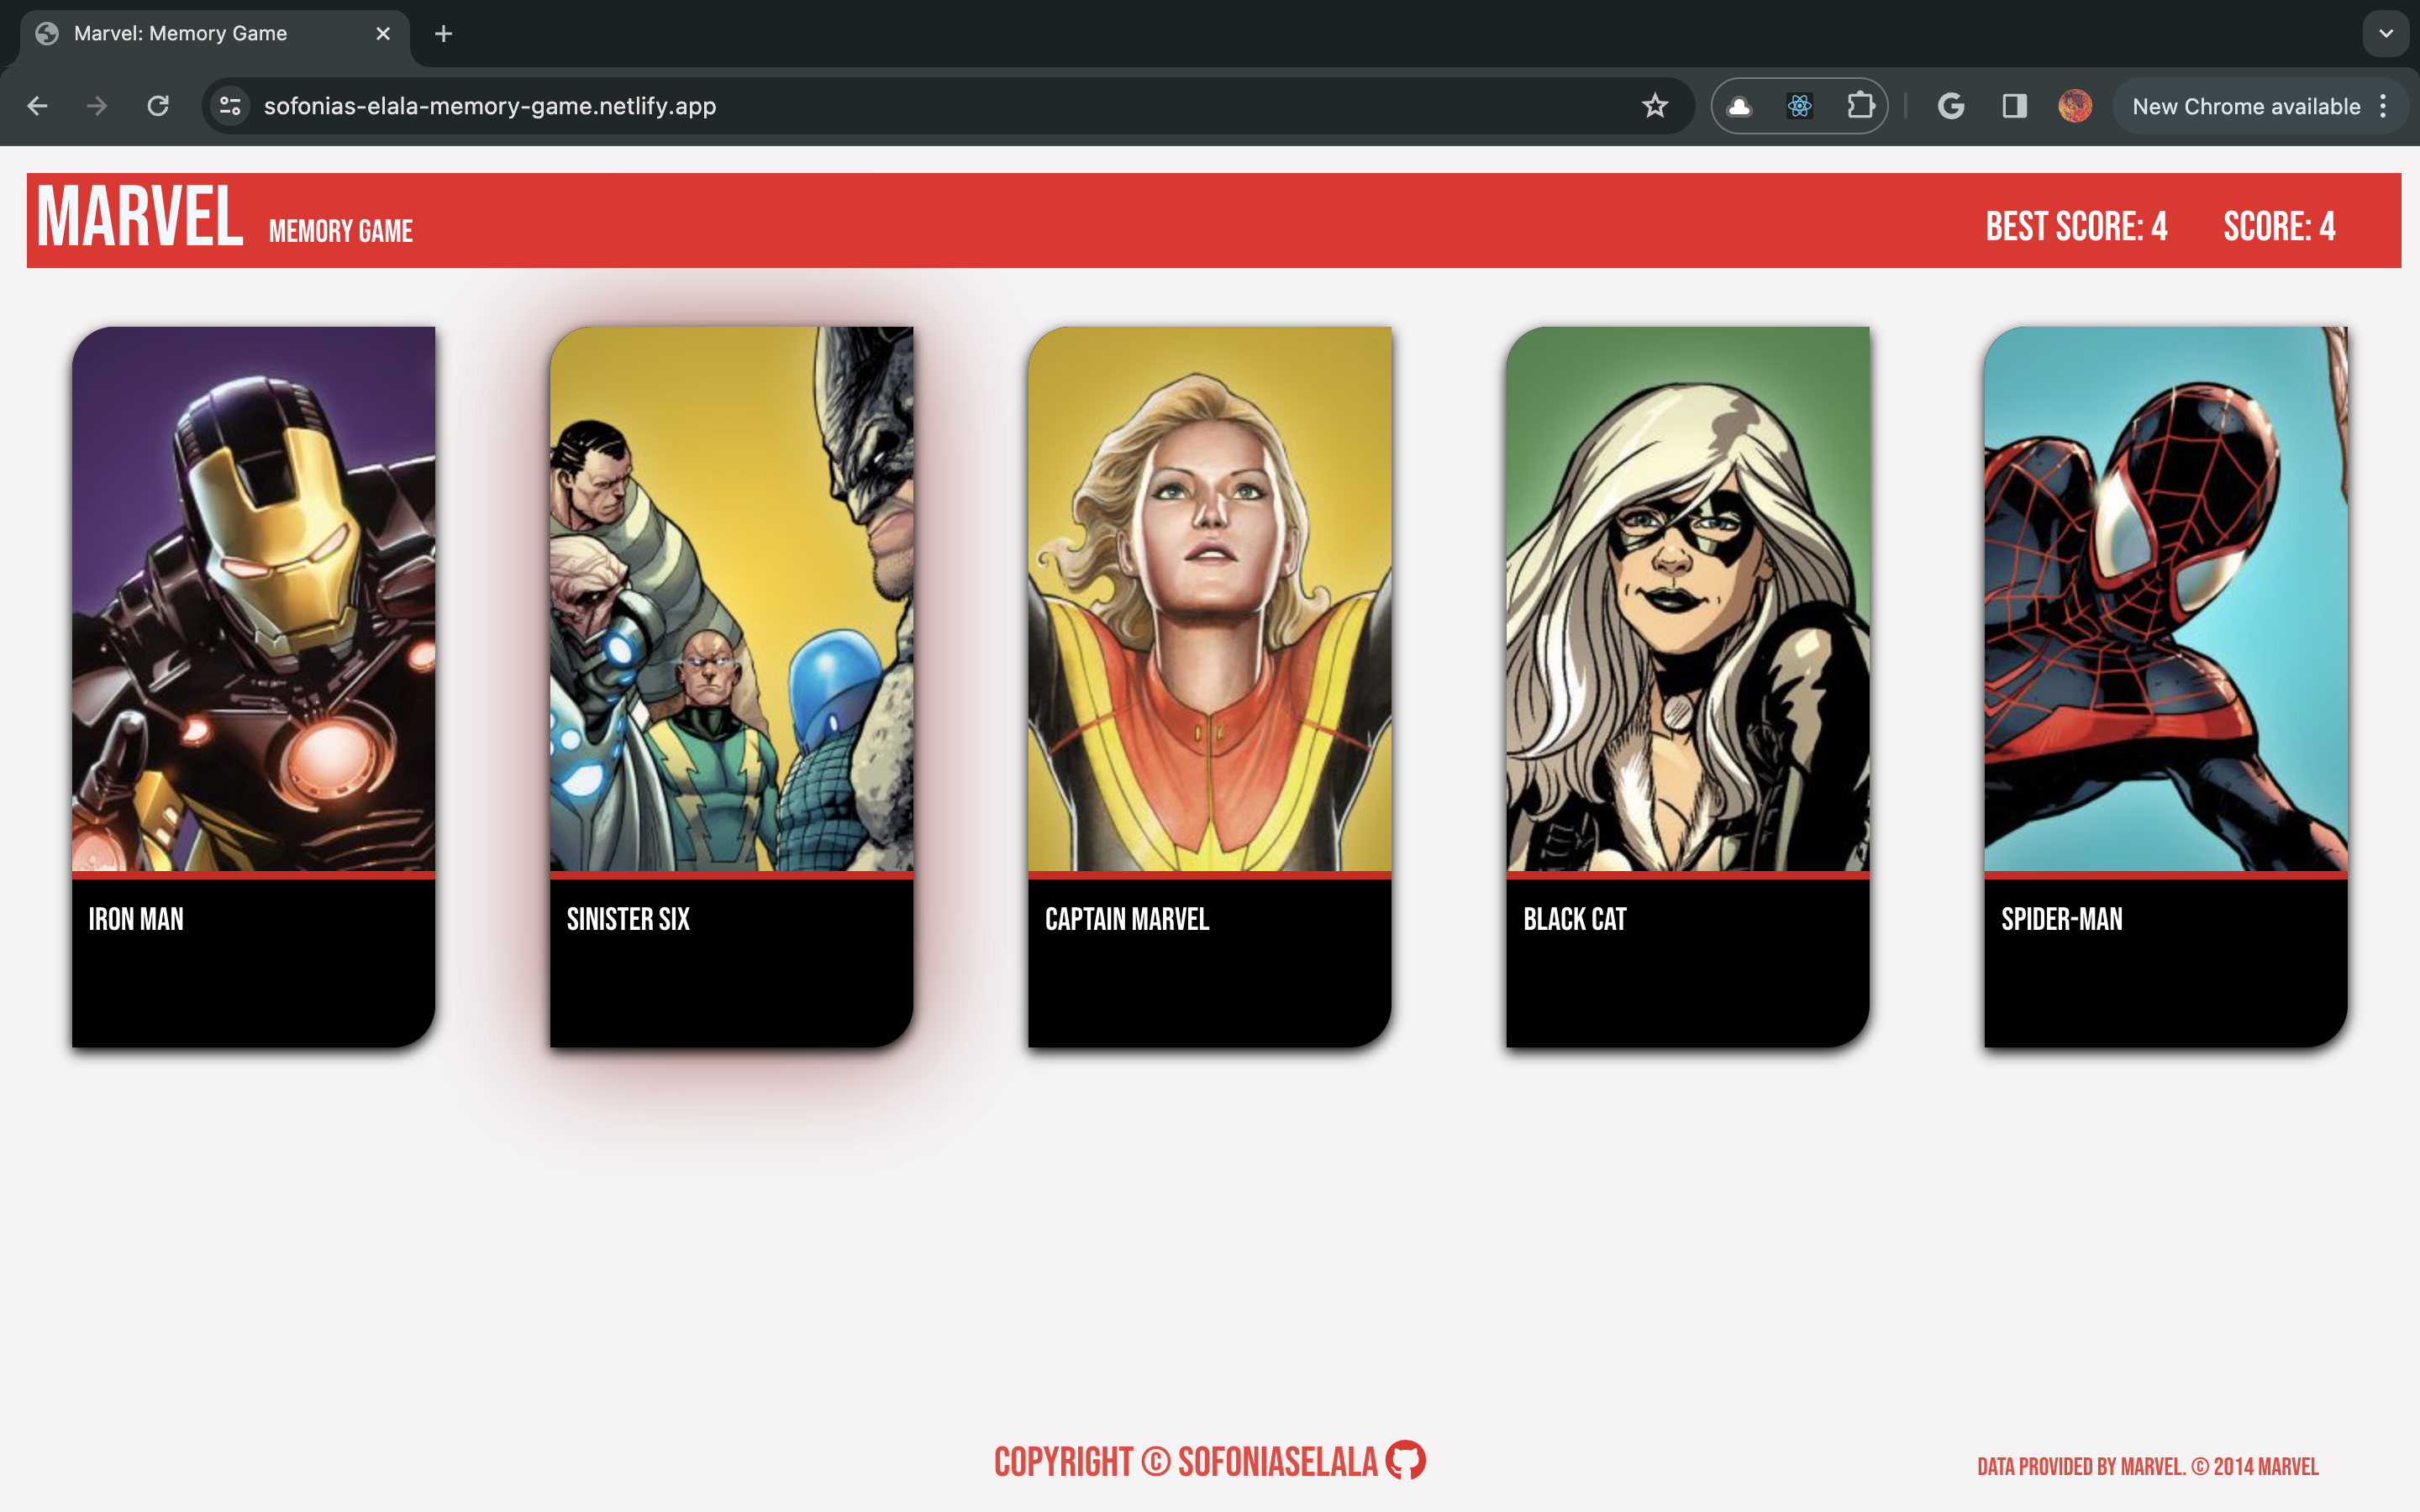 Marvel: Memory Game
sofonias-elala-memory-game.netlify.app
New Chrome available
MARVEL MEMORY GAME BEST SCORE: 4 SCORE: 4
IRON MAN
SINISTER SIX
CAPTAIN MARVEL
BLACK CAT
SPIDER-MAN
COPYRIGHT © SOFONIASELALA
DATA PROVIDED BY MARVEL. © 2014 MARVEL